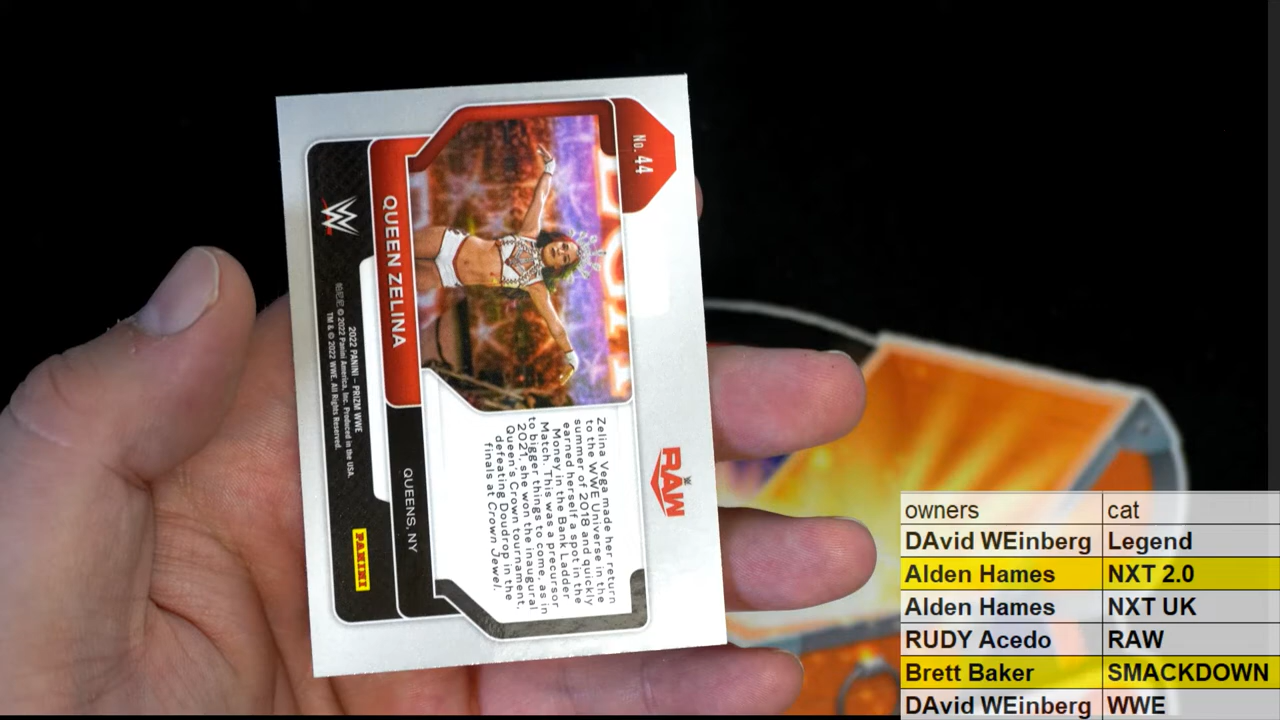 No. 44
QUEEN ZELINA
QUEENS, NY
Zelina Vega made her return
to the WWE Universe in the
summer of 2018 and quickly
earned herself a spot in the
Money in the Bank Ladder
Match. This was a precursor
to bigger things to come, as in
2021, she won the inaugural
Queen's Crown tournament,
defeating Doudrop in the
finals at Crown Jewel.
RAW
W
2022 PANINI – PRIZM WWE
© 2022 Panini America, Inc. Produced in the USA.
TM & © 2022 WWE. All Rights Reserved.
PANINI
owners cat
DAvid WEinberg Legend
Alden Hames NXT 2.0
Alden Hames NXT UK
RUDY Acedo RAW
Brett Baker SMACKDOWN
DAvid WEinberg WWE